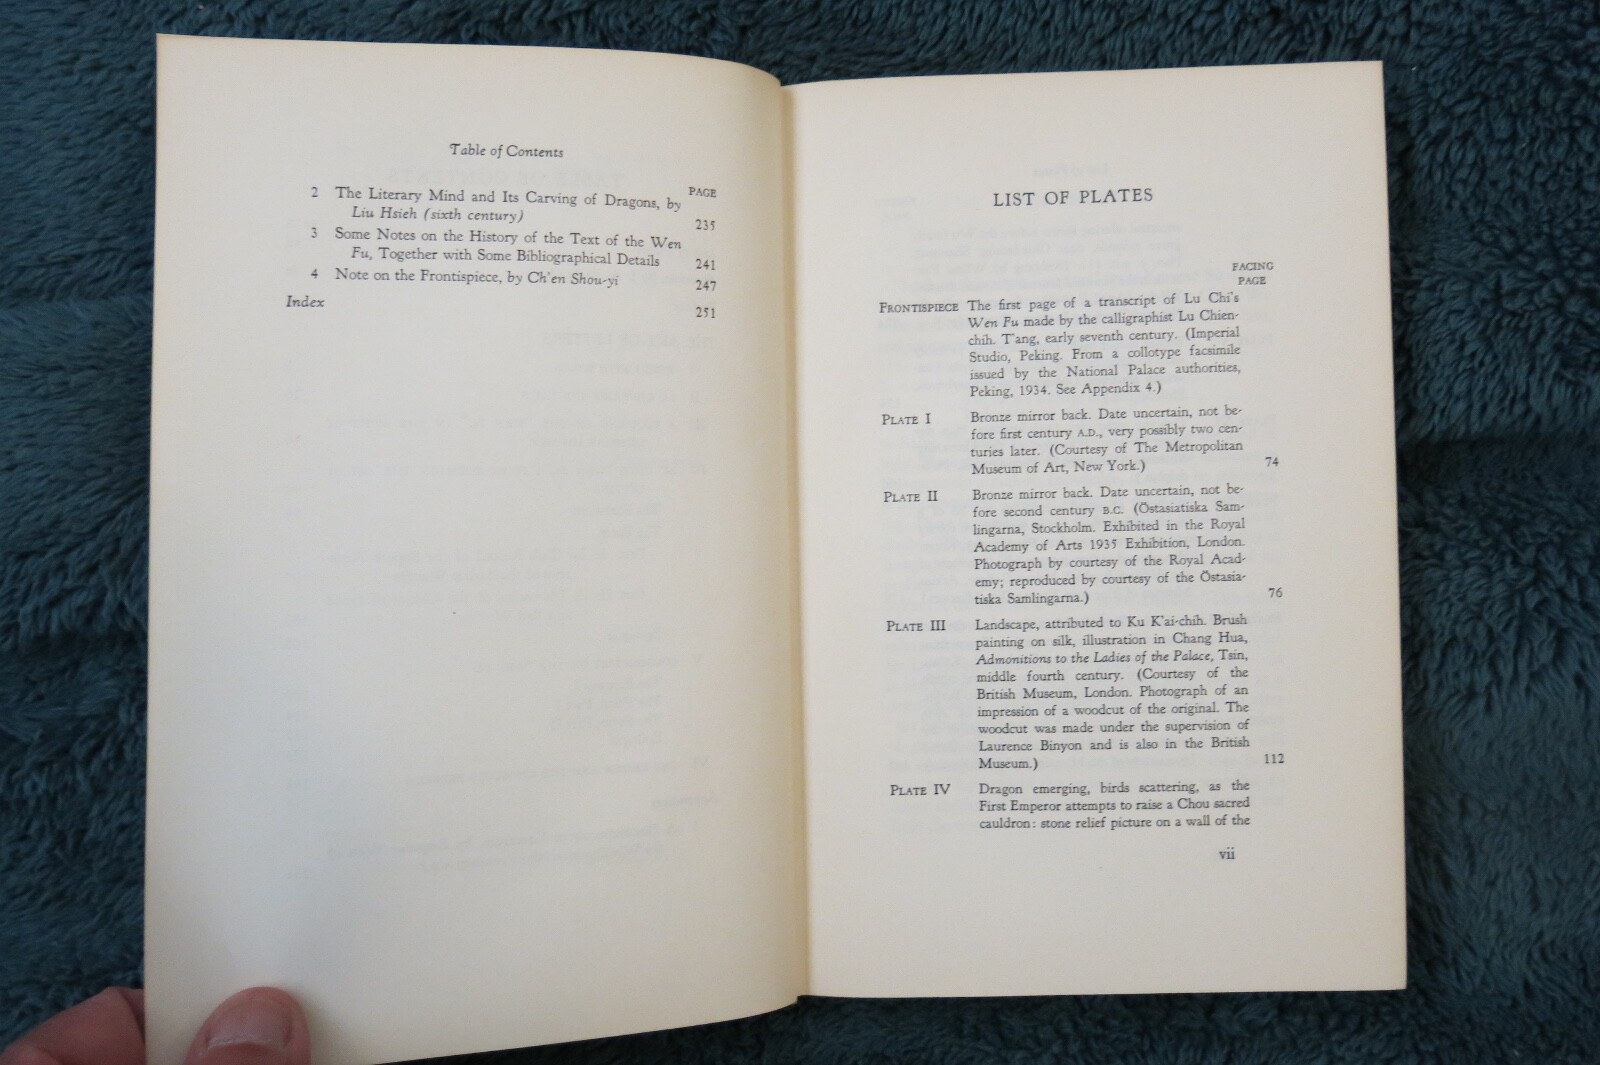 Table of Contents
PAGE
2 The Literary Mind and Its Carving of Dragons, by
Liu Hsieh (sixth century) 235
3 Some Notes on the History of the Text of the Wen
Fu, Together with Some Bibliographical Details 241
4 Note on the Frontispiece, by Ch'en Shou-yi 247
Index 251
LIST OF PLATES
FACING
PAGE
FRONTISPIECE The first page of a transcript of Lu Chi's
Wen Fu made by the calligraphist Lu Chien-
chih. T'ang, early seventh century. (Imperial
Studio, Peking. From a collotype facsimile
issued by the National Palace authorities,
Peking, 1934. See Appendix 4.)
PLATE I Bronze mirror back. Date uncertain, not be-
fore first century A.D., very possibly two cen-
turies later. (Courtesy of The Metropolitan
Museum of Art, New York.) 74
PLATE II Bronze mirror back. Date uncertain, not be-
fore second century B.C. (Östasiatiska Sam-
lingarna, Stockholm. Exhibited in the Royal
Academy of Arts 1935 Exhibition, London.
Photograph by courtesy of the Royal Acad-
emy; reproduced by courtesy of the Östasia-
tiska Samlingarna.) 76
PLATE III Landscape, attributed to Ku K'ai-chih. Brush
painting on silk, illustration in Chang Hua,
Admonitions to the Ladies of the Palace, Tsin,
middle fourth century. (Courtesy of the
British Museum, London. Photograph of an
impression of a woodcut of the original. The
woodcut was made under the supervision of
Laurence Binyon and is also in the British
Museum.) 112
PLATE IV Dragon emerging, birds scattering, as the
First Emperor attempts to raise a Chou sacred
cauldron: stone relief picture on a wall of the
vii